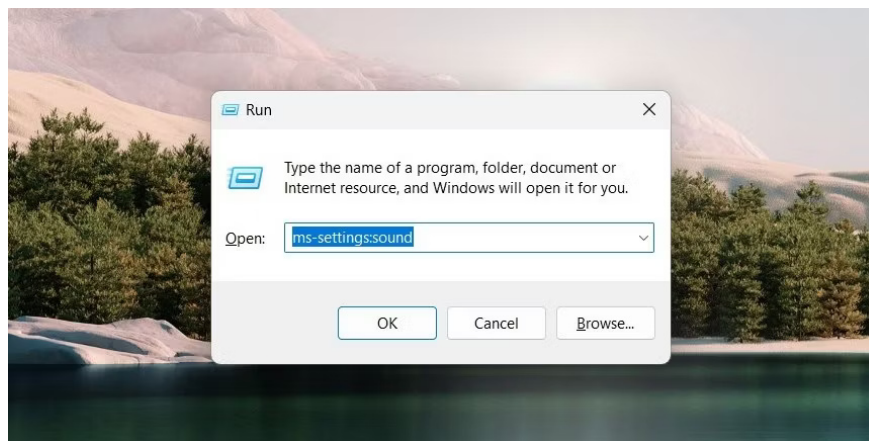 Run
Type the name of a program, folder, document or
Internet resource, and Windows will open it for you.
Open: ms-settings:sound
OK Cancel Browse...